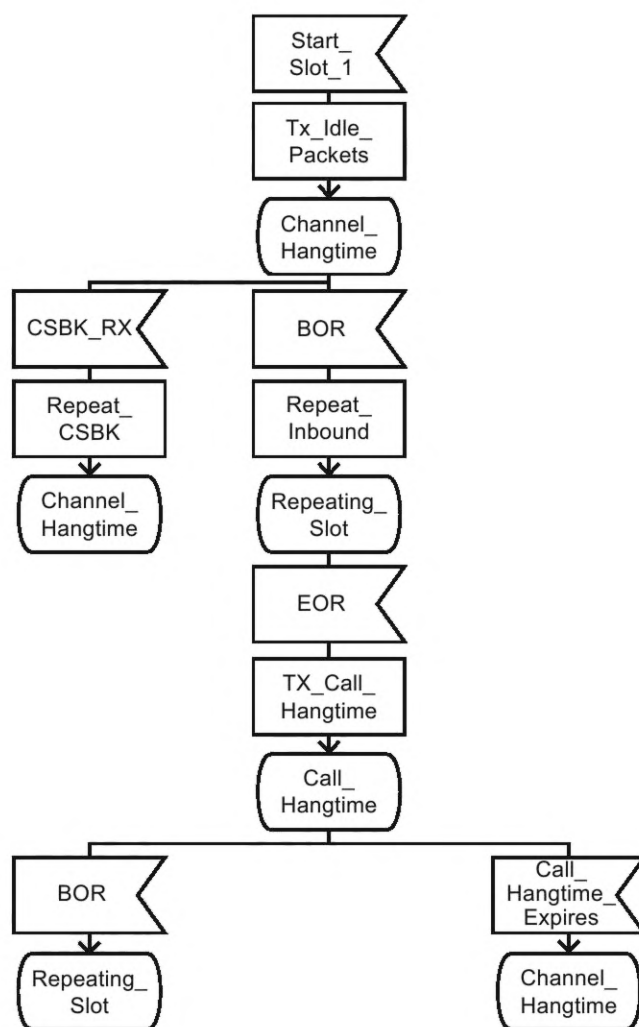 Start_
Slot_1
Tx_Idle_
Packets
Channel_
Hangtime
CSBK_RX
BOR
Repeat_
CSBK
Repeat_
Inbound
Channel_
Hangtime
Repeating_
Slot
EOR
TX_Call_
Hangtime
Call_
Hangtime
BOR
Call_
Hangtime_
Expires
Repeating_
Slot
Channel_
Hangtime